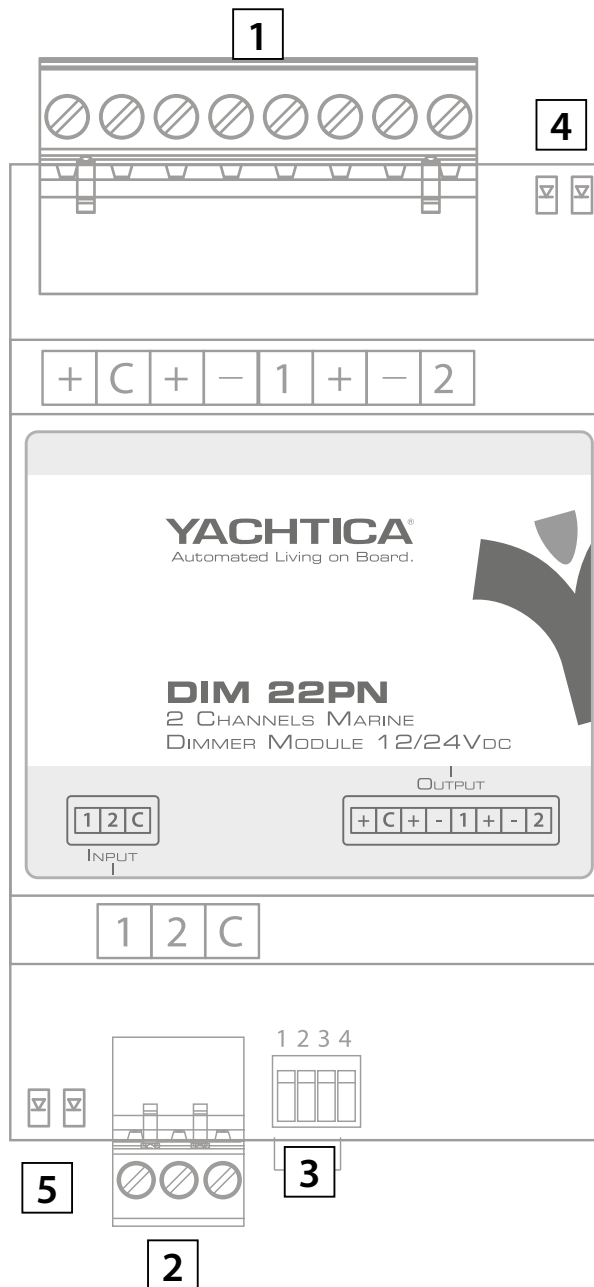 1
4
+ C + − 1 + − 2
YACHTICA®
Automated Living on Board.
DIM 22PN
2 Channels Marine
Dimmer Module 12/24Vdc
Output
1 2 C
+ C + - 1 + - 2
Input
1 2 C
1 2 3 4
5
3
2